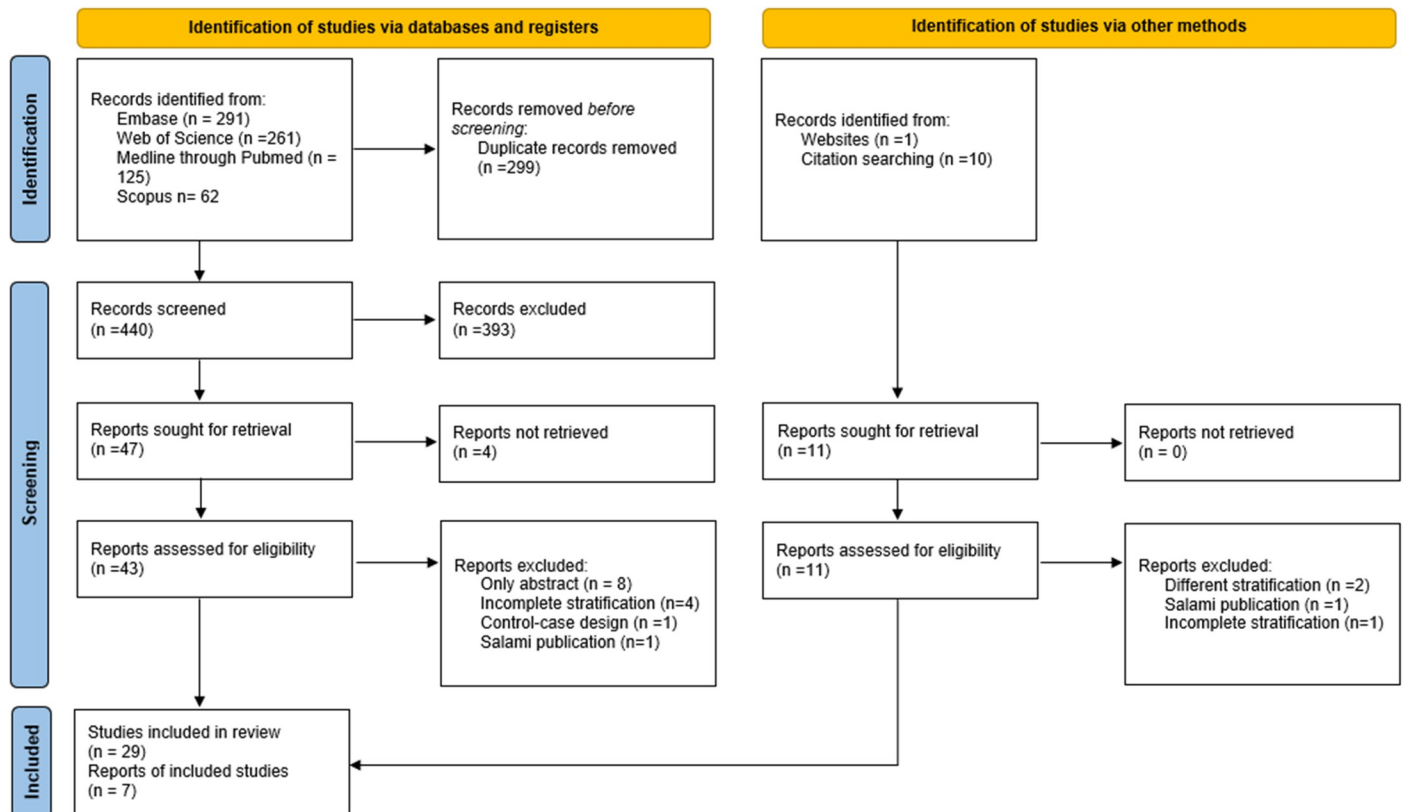 Identification of studies via databases and registers
Identification of studies via other methods
Identification
Records identified from:
Embase (n = 291)
Web of Science (n =261)
Medline through Pubmed (n =
125)
Scopus n= 62
Records removed before
screening:
Duplicate records removed
(n =299)
Records identified from:
Websites (n =1)
Citation searching (n =10)
Screening
Records screened
(n =440)
Records excluded
(n =393)
Reports sought for retrieval
(n =47)
Reports not retrieved
(n =4)
Reports sought for retrieval
(n =11)
Reports not retrieved
(n = 0)
Reports assessed for eligibility
(n =43)
Reports excluded:
Only abstract (n = 8)
Incomplete stratification (n=4)
Control-case design (n =1)
Salami publication (n=1)
Reports assessed for eligibility
(n =11)
Reports excluded:
Different stratification (n =2)
Salami publication (n =1)
Incomplete stratification (n=1)
Included
Studies included in review
(n = 29)
Reports of included studies
(n = 7)